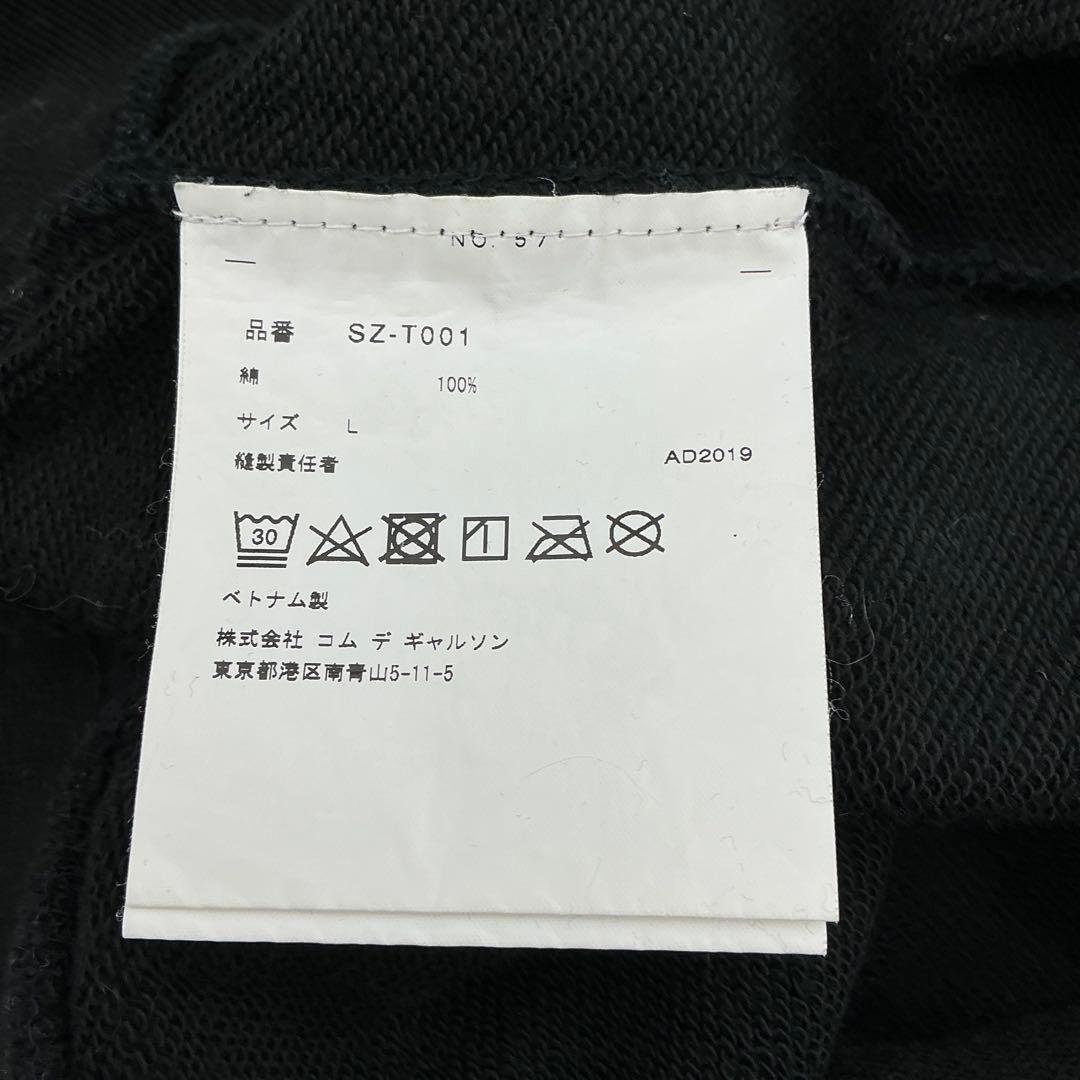 NO. 57
品番 SZ-T001
綿 100%
サイズ L
縫製責任者 AD2019
30
ベトナム製
株式会社 コム デ ギャルソン
東京都港区南青山5-11-5